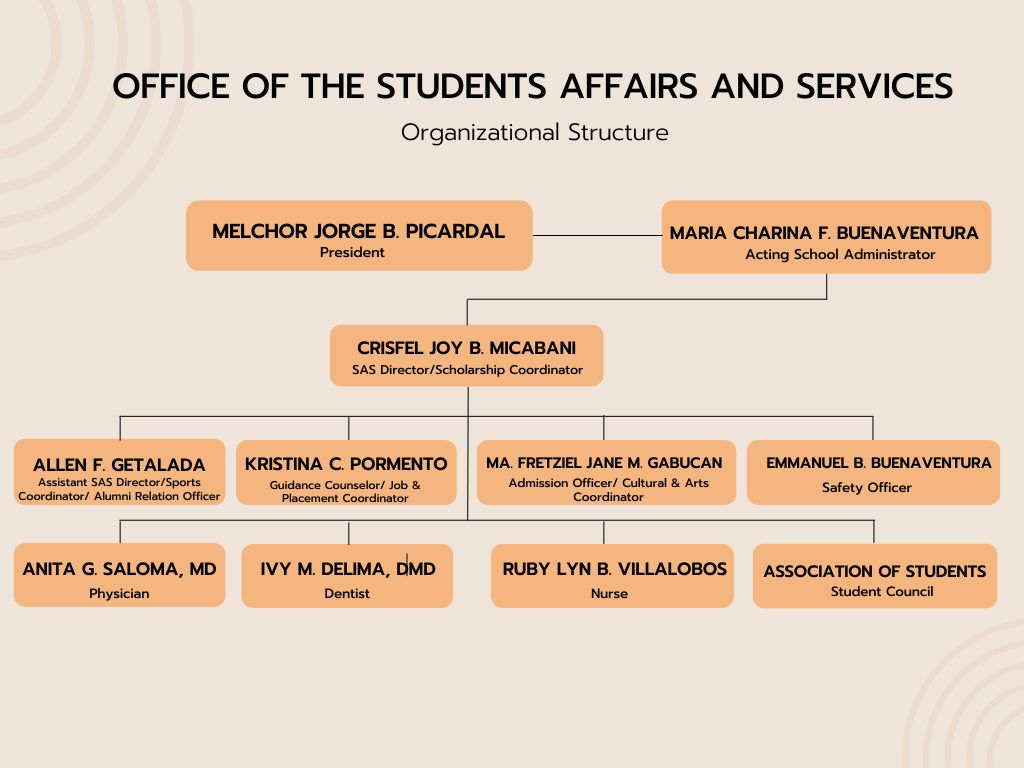 OFFICE OF THE STUDENTS AFFAIRS AND SERVICES
Organizational Structure
MELCHOR JORGE B. PICARDAL
President
MARIA CHARINA F. BUENAVENTURA
Acting School Administrator
CRISFEL JOY B. MICABANI
SAS Director/Scholarship Coordinator
ALLEN F. GETALADA
Assistant SAS Director/Sports
Coordinator/ Alumni Relation Officer
KRISTINA C. PORMENTO
Guidance Counselor/ Job &
Placement Coordinator
MA. FRETZIEL JANE M. GABUCAN
Admission Officer/ Cultural & Arts
Coordinator
EMMANUEL B. BUENAVENTURA
Safety Officer
ANITA G. SALOMA, MD
Physician
IVY M. DELIMA, DMD
Dentist
RUBY LYN B. VILLALOBOS
Nurse
ASSOCIATION OF STUDENTS
Student Council